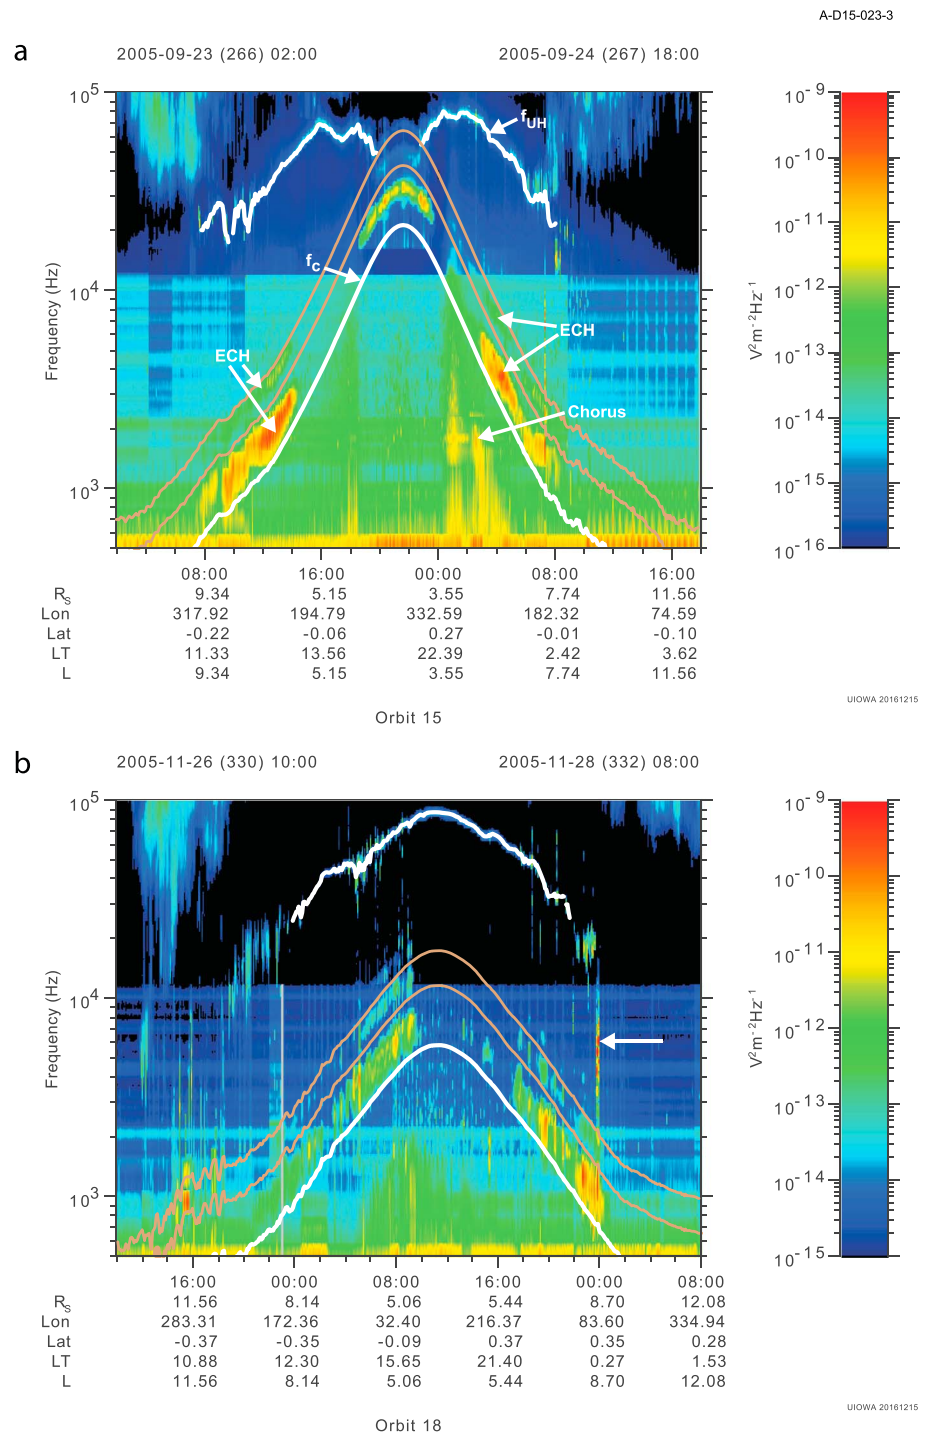 A-D15-023-3
a
2005-09-23 (266) 02:00 2005-09-24 (267) 18:00
10^5
10^4
10^3
Frequency (Hz)
f_UH
f_C
ECH
ECH
Chorus
10^-9
10^-10
10^-11
10^-12
10^-13
10^-14
10^-15
10^-16
V^2m^-2Hz^-1
08:00 16:00 00:00 08:00 16:00
R_S 9.34 5.15 3.55 7.74 11.56
Lon 317.92 194.79 332.59 182.32 74.59
Lat -0.22 -0.06 0.27 -0.01 -0.10
LT 11.33 13.56 22.39 2.42 3.62
L 9.34 5.15 3.55 7.74 11.56
UIOWA 20161215
Orbit 15
b
2005-11-26 (330) 10:00 2005-11-28 (332) 08:00
10^5
10^4
10^3
Frequency (Hz)
10^-9
10^-10
10^-11
10^-12
10^-13
10^-14
10^-15
V^2m^-2Hz^-1
16:00 00:00 08:00 16:00 00:00 08:00
R_S 11.56 8.14 5.06 5.44 8.70 12.08
Lon 283.31 172.36 32.40 216.37 83.60 334.94
Lat -0.37 -0.35 -0.09 0.37 0.35 0.28
LT 10.88 12.30 15.65 21.40 0.27 1.53
L 11.56 8.14 5.06 5.44 8.70 12.08
UIOWA 20161215
Orbit 18